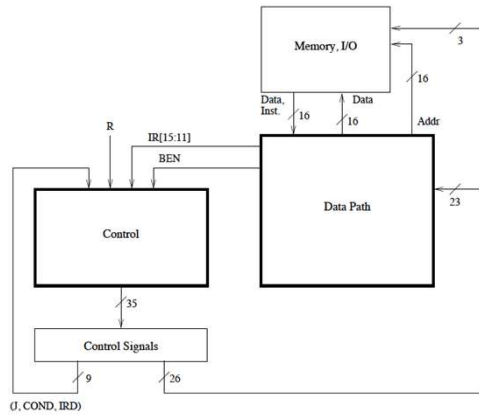 Memory, I/O
3
16
Data,
Inst.
16
16
Data
Addr
R
IR[15:11]
BEN
Control
Data Path
23
35
Control Signals
9
26
(J, COND, IRD)